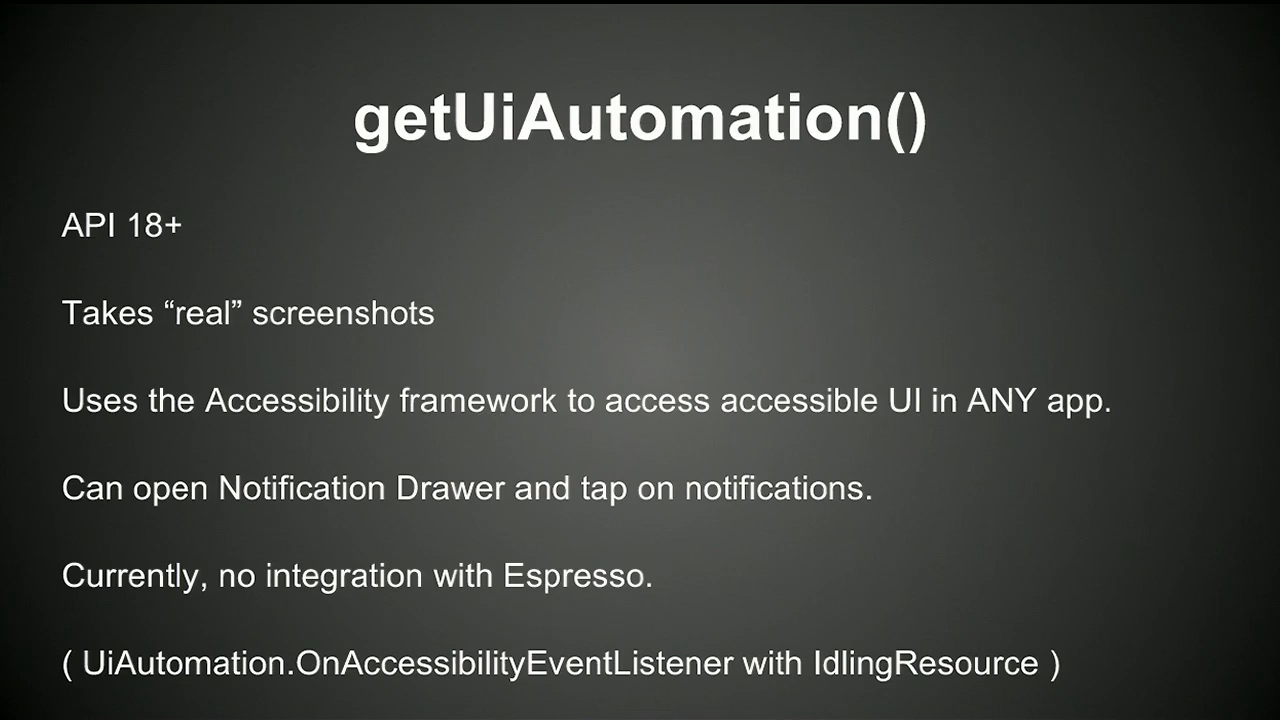 getUiAutomation()
API 18+
Takes “real” screenshots
Uses the Accessibility framework to access accessible UI in ANY app.
Can open Notification Drawer and tap on notifications.
Currently, no integration with Espresso.
( UiAutomation.OnAccessibilityEventListener with IdlingResource )